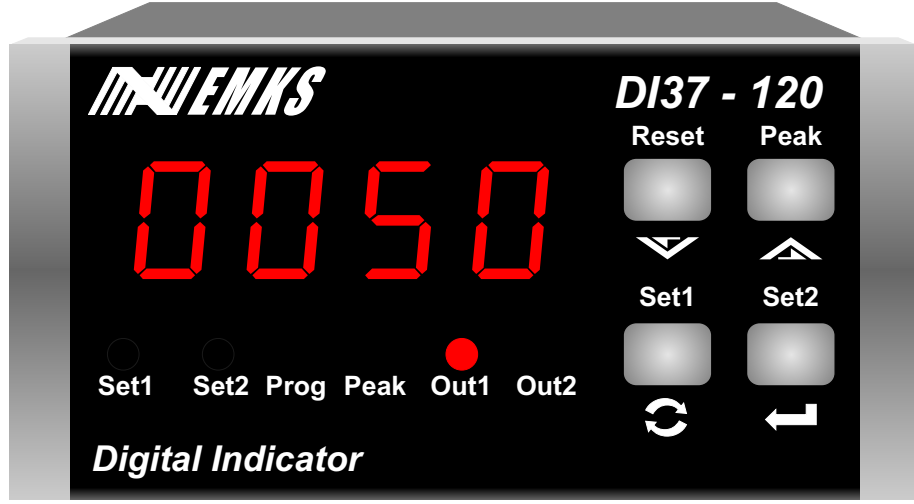 EMKS
DI37 - 120
Reset Peak
0050
Set1 Set2
Set1 Set2 Prog Peak Out1 Out2
Digital Indicator